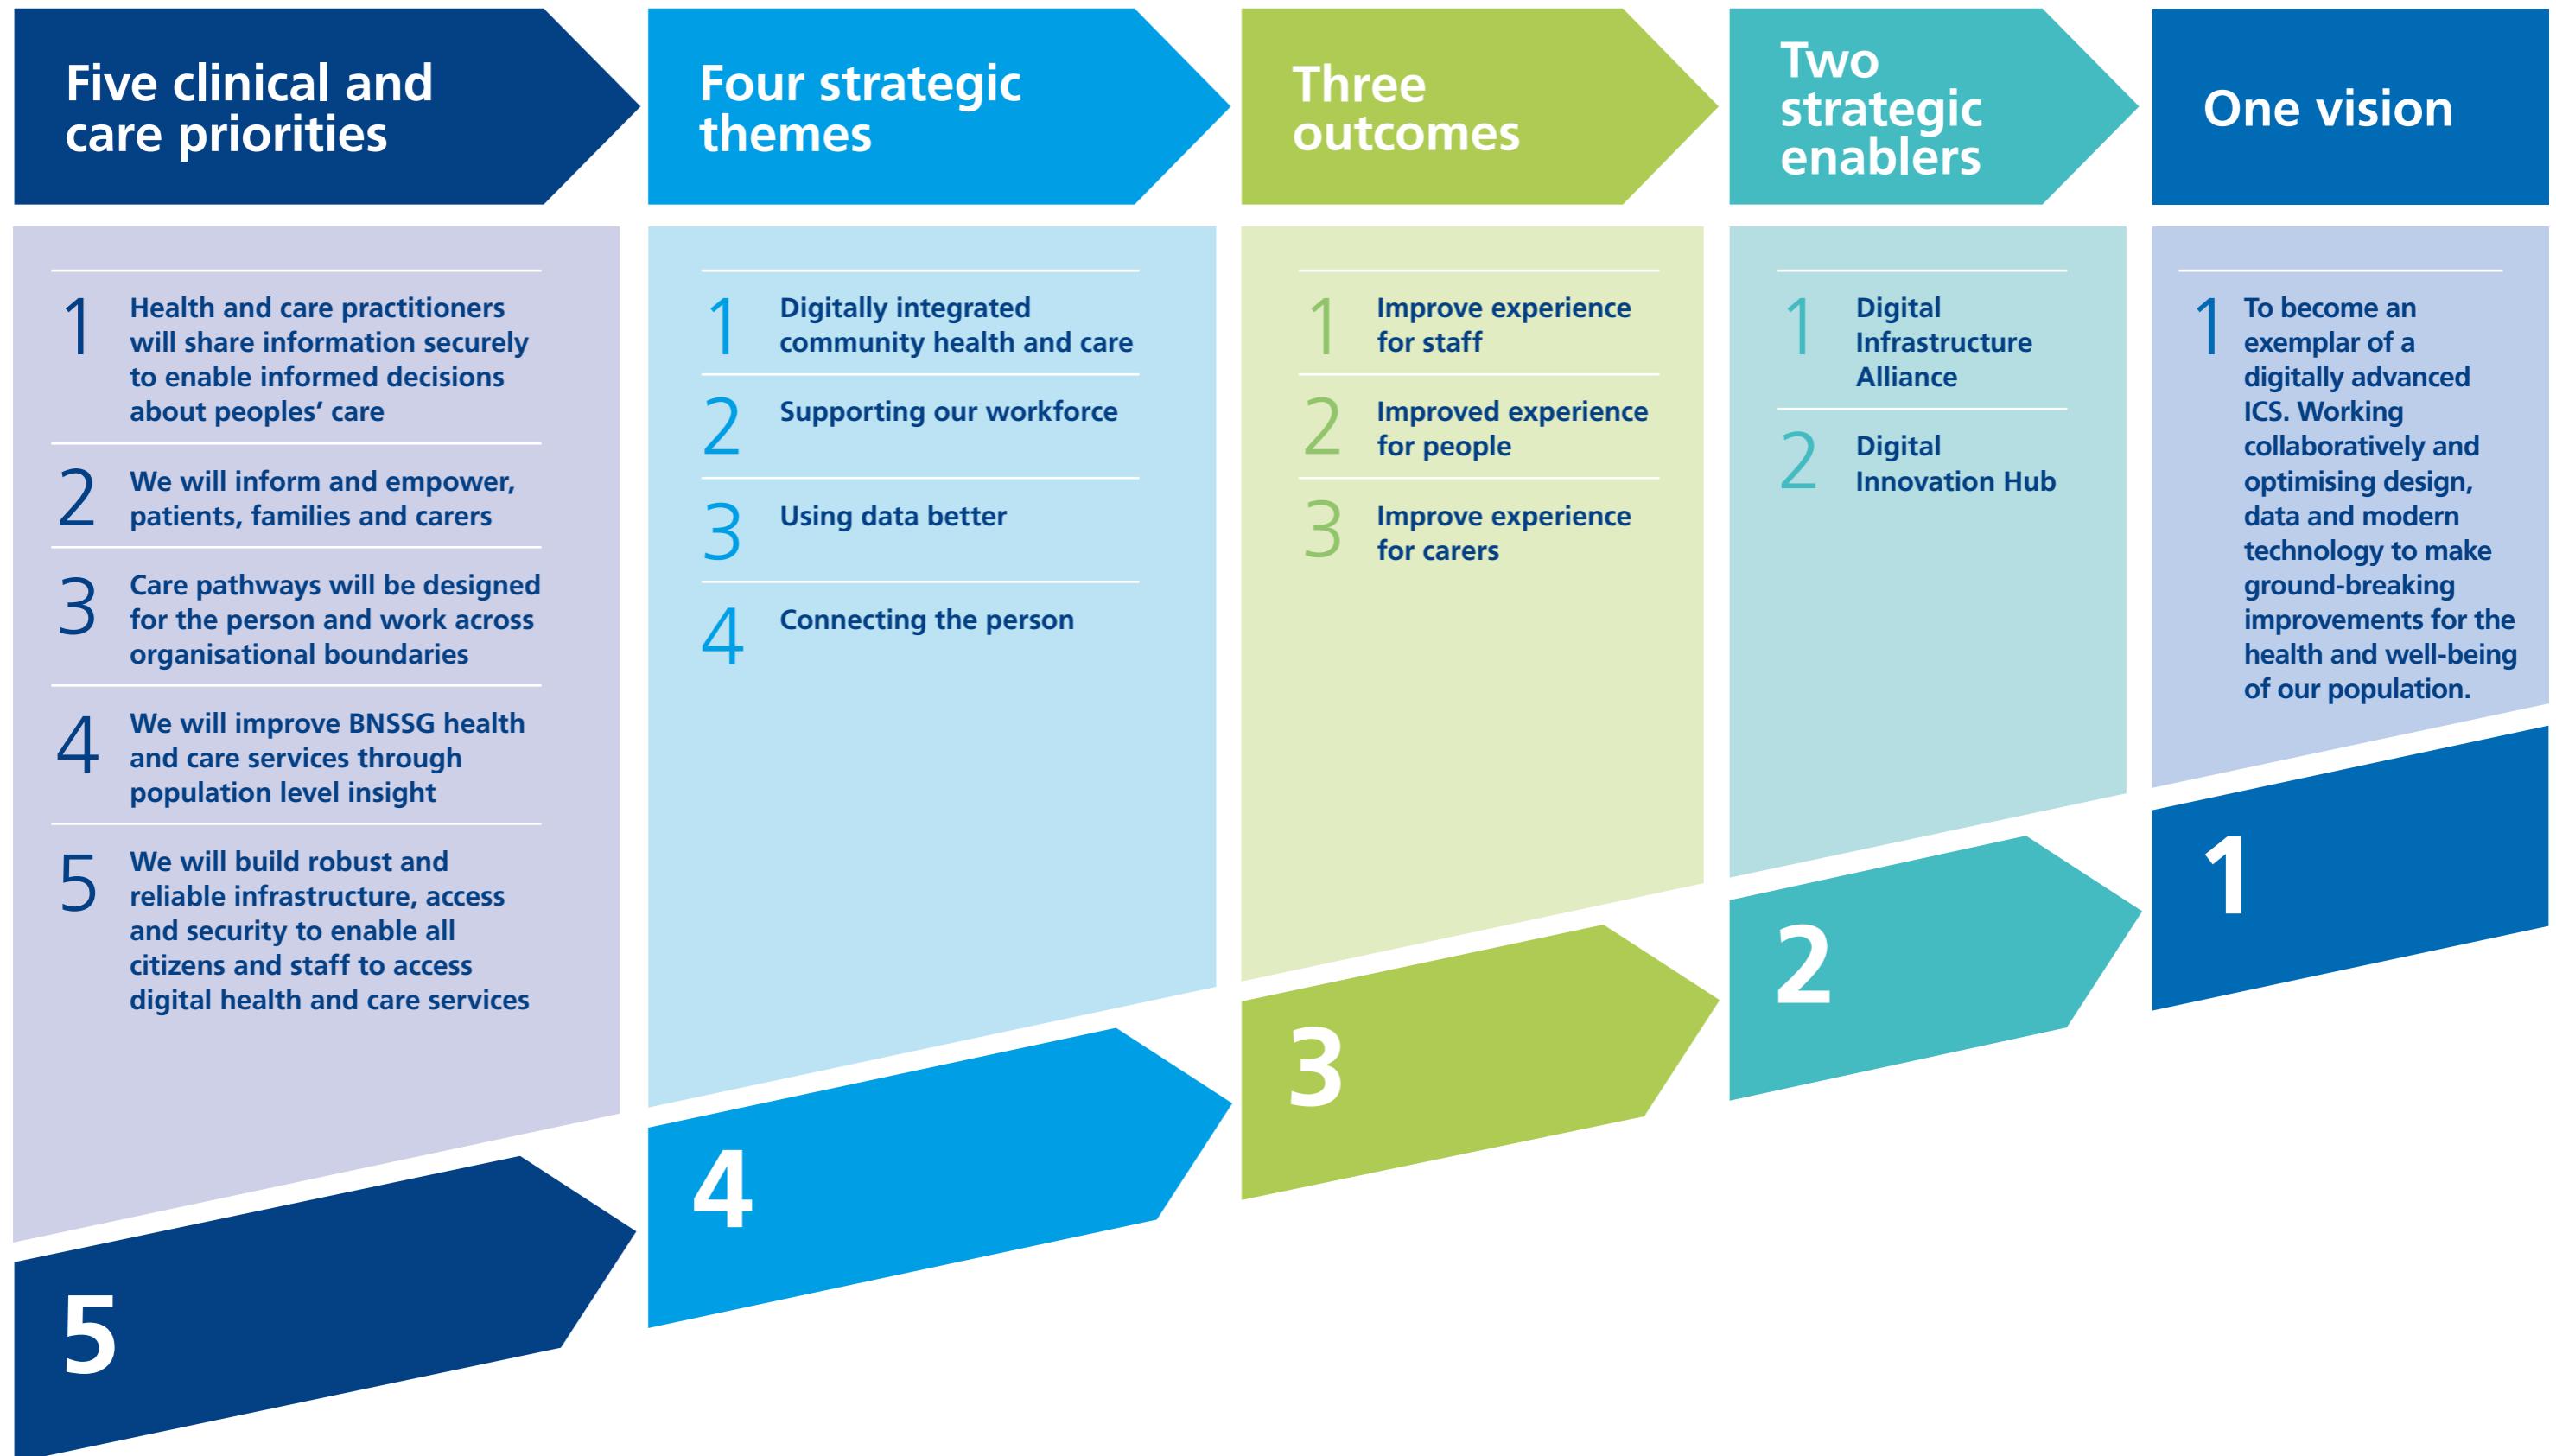 Five clinical and
care priorities
1
Health and care practitioners
will share information securely
to enable informed decisions
about peoples’ care
2
We will inform and empower,
patients, families and carers
3
Care pathways will be designed
for the person and work across
organisational boundaries
4
We will improve BNSSG health
and care services through
population level insight
5
We will build robust and
reliable infrastructure, access
and security to enable all
citizens and staff to access
digital health and care services
5
Four strategic
themes
1
Digitally integrated
community health and care
2
Supporting our workforce
3
Using data better
4
Connecting the person
4
Three
outcomes
1
Improve experience
for staff
2
Improved experience
for people
3
Improve experience
for carers
3
Two
strategic
enablers
1
Digital
Infrastructure
Alliance
2
Digital
Innovation Hub
2
One vision
1
To become an
exemplar of a
digitally advanced
ICS. Working
collaboratively and
optimising design,
data and modern
technology to make
ground-breaking
improvements for the
health and well-being
of our population.
1